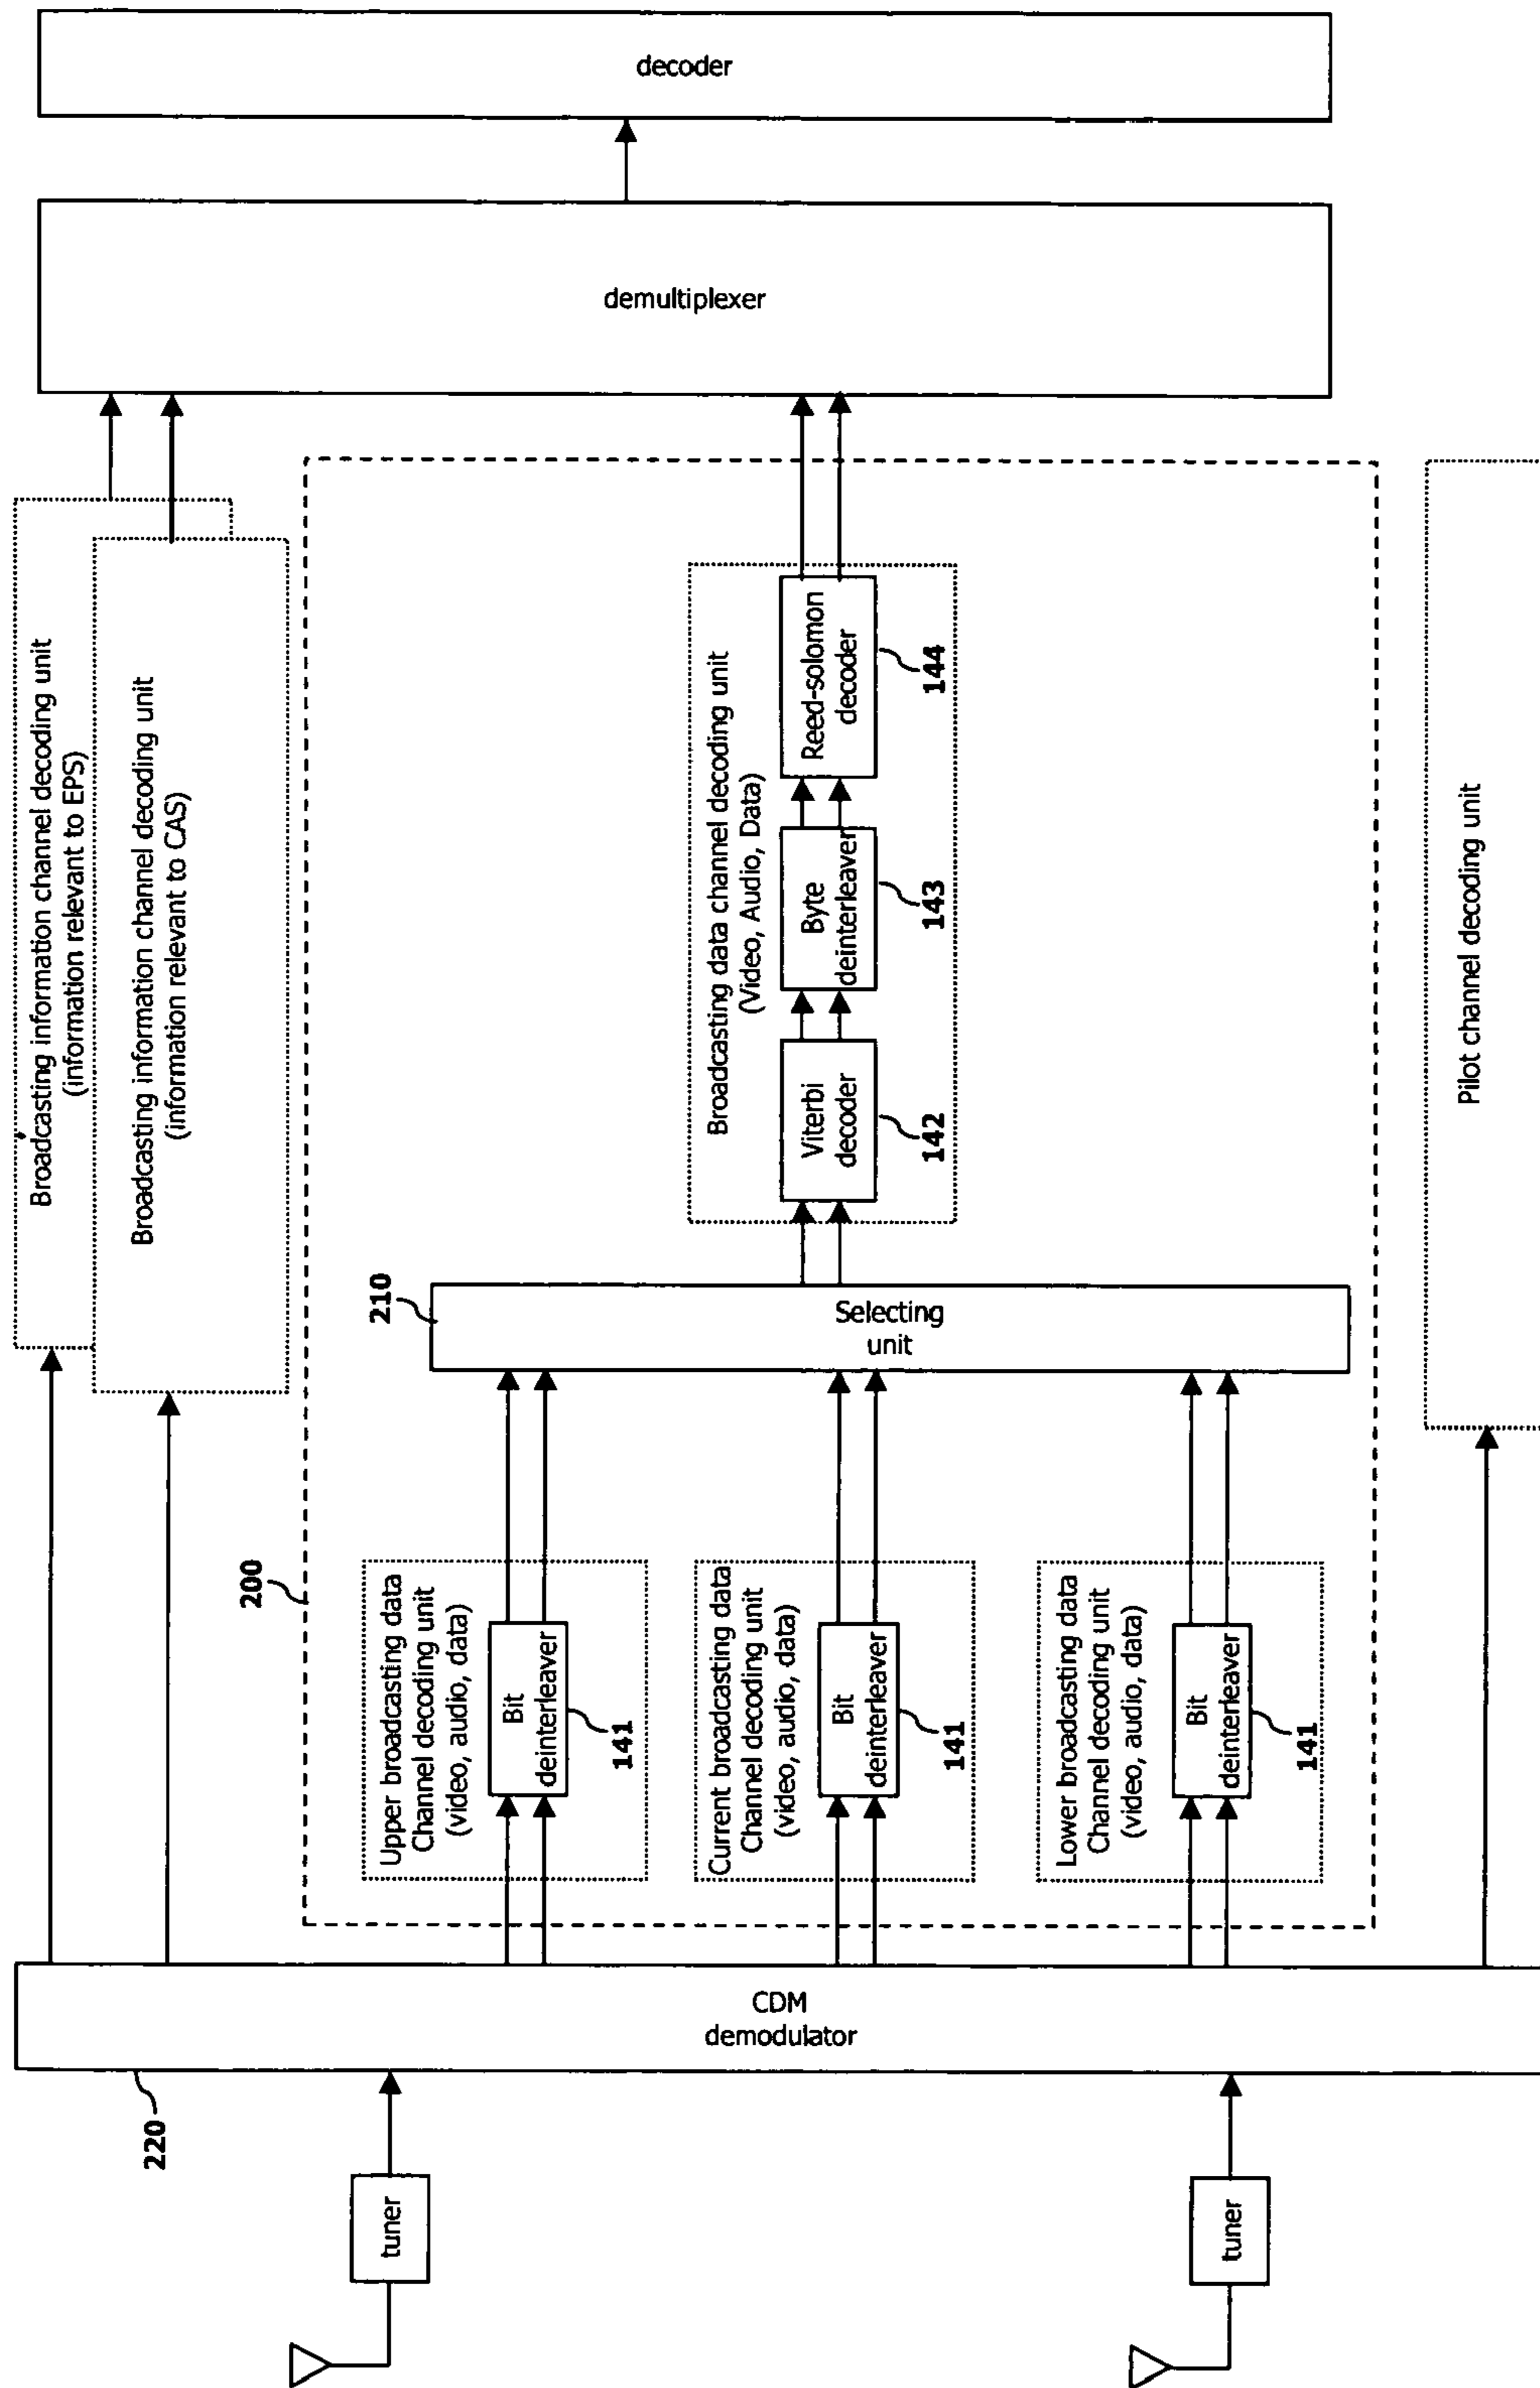 Broadcasting information channel decoding unit
(information relevant to EPS)
Broadcasting information channel decoding unit
(information relevant to CAS)
200
210
Upper broadcasting data
Channel decoding unit
(video, audio, data)
Bit
deinterleaver
141
220
tuner
CDM
demodulator
Current broadcasting data
Channel decoding unit
(video, audio, data)
Bit
deinterleaver
141
Selecting
unit
Broadcasting data channel decoding unit
(Video, Audio, Data)
Viterbi
decoder
142
Byte
deinterleaver
143
Reed-solomon
decoder
144
demultiplexer
decoder
Lower broadcasting data
Channel decoding unit
(video, audio, data)
Bit
deinterleaver
141
tuner
Pilot channel decoding unit